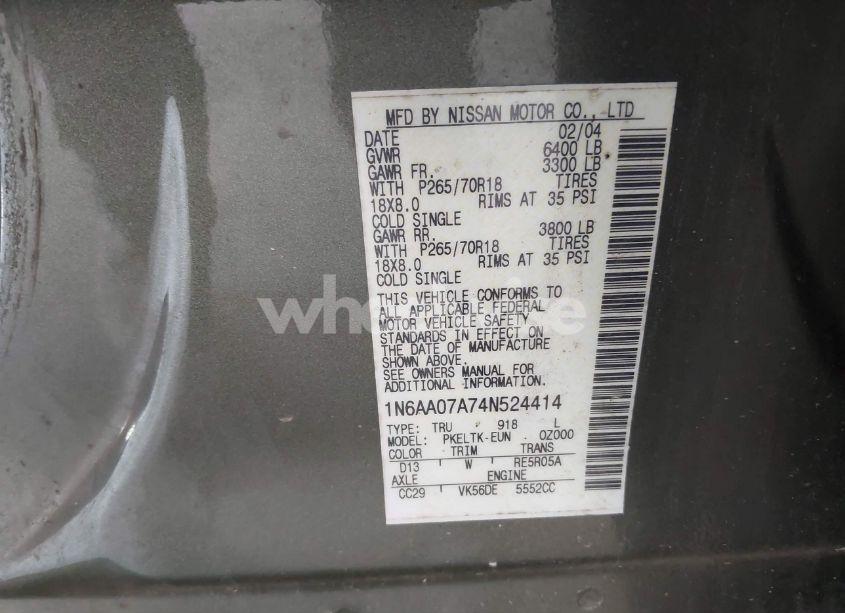 MFD BY NISSAN MOTOR CO., LTD
DATE 02/04
GVWR 6400 LB
GAWR FR. 3300 LB
WITH P265/70R18 TIRES
18X8.0 RIMS AT 35 PSI
COLD SINGLE
GAWR RR. 3800 LB
WITH P265/70R18 TIRES
18X8.0 RIMS AT 35 PSI
COLD SINGLE
THIS VEHICLE CONFORMS TO
ALL APPLICABLE FEDERAL
MOTOR VEHICLE SAFETY
STANDARDS IN EFFECT ON
THE DATE OF MANUFACTURE
SHOWN ABOVE.
SEE OWNERS MANUAL FOR
ADDITIONAL INFORMATION.
1N6AA07A74N524414
TYPE: TRU 918 L
MODEL: PKELTK-EUN 0Z000
COLOR TRIM TRANS
D13 W RE5R05A
AXLE ENGINE
CC29 VK56DE 5552CC